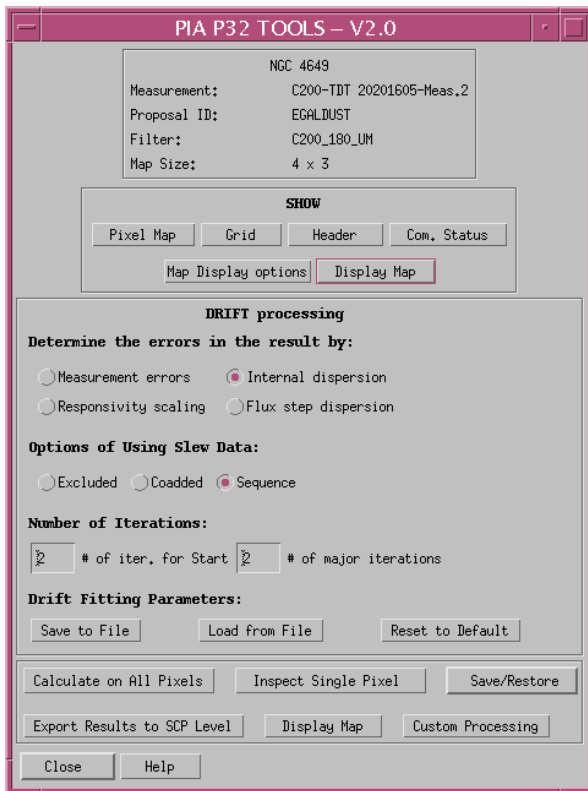 PIA P32 TOOLS – V2.0
NGC 4649
Measurement: C200-TDT 20201605-Meas.2
Proposal ID: EGALDUST
Filter: C200_180_UM
Map Size: 4 x 3
SHOW
Pixel Map Grid Header Com. Status
Map Display options Display Map
DRIFT processing
Determine the errors in the result by:
Measurement errors Internal dispersion
Responsivity scaling Flux step dispersion
Options of Using Slew Data:
Excluded Coadded Sequence
Number of Iterations:
2 # of iter. for Start 2 # of major iterations
Drift Fitting Parameters:
Save to File Load from File Reset to Default
Calculate on All Pixels Inspect Single Pixel Save/Restore
Export Results to SCP Level Display Map Custom Processing
Close Help